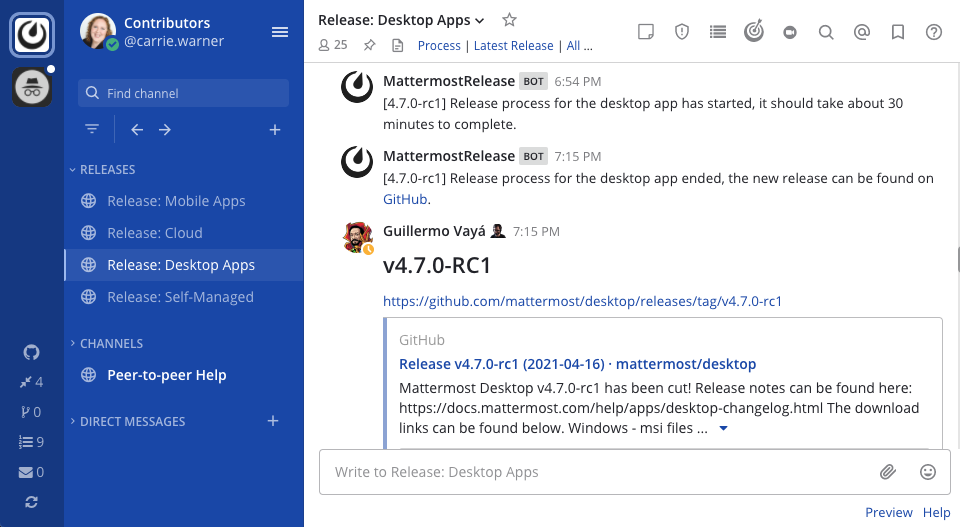 Contributors
@carrie.warner
Find channel
RELEASES
Release: Mobile Apps
Release: Cloud
Release: Desktop Apps
Release: Self-Managed
CHANNELS
Peer-to-peer Help
DIRECT MESSAGES
4
0
9
0
Release: Desktop Apps
25
Process | Latest Release | All ...
MattermostRelease BOT 6:54 PM
[4.7.0-rc1] Release process for the desktop app has started, it should take about 30
minutes to complete.
MattermostRelease BOT 7:15 PM
[4.7.0-rc1] Release process for the desktop app ended, the new release can be found on
GitHub.
Guillermo Vayá 7:15 PM
v4.7.0-RC1
https://github.com/mattermost/desktop/releases/tag/v4.7.0-rc1
GitHub
Release v4.7.0-rc1 (2021-04-16) · mattermost/desktop
Mattermost Desktop v4.7.0-rc1 has been cut! Release notes can be found here:
https://docs.mattermost.com/help/apps/desktop-changelog.html The download
links can be found below. Windows - msi files ...
Write to Release: Desktop Apps
Preview Help